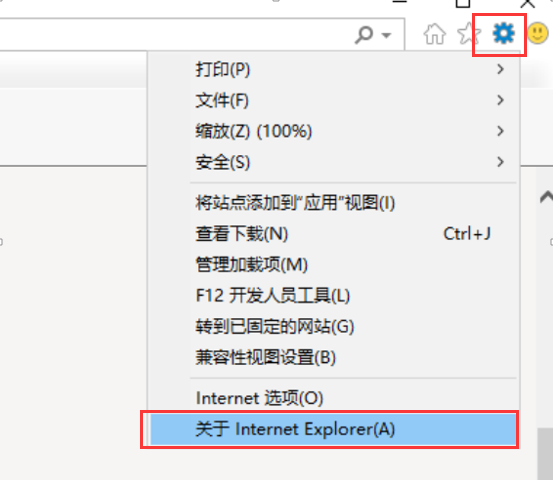 打印(P)
文件(F)
缩放(Z) (100%)
安全(S)
将站点添加到“应用”视图(I)
查看下载(N) Ctrl+J
管理加载项(M)
F12 开发人员工具(L)
转到已固定的网站(G)
兼容性视图设置(B)
Internet 选项(O)
关于 Internet Explorer(A)